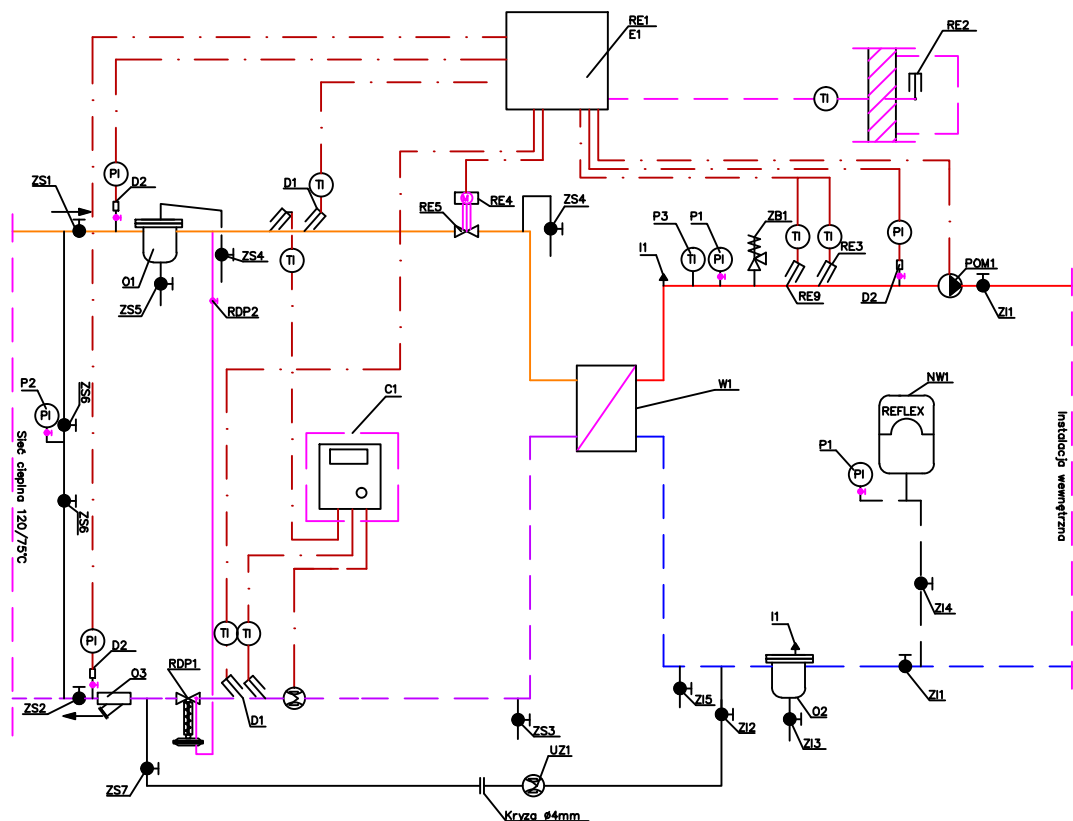 RE1
E1
RE2
TI
PI
D2
ZS1
D1
TI
RE4
RE5
ZS4
P3
P1
ZB1
TI
TI
PI
RE3
I1
TI
PI
POM1
O1
ZS4
TI
ZS5
RDP2
RE9
D2
ZI1
P2
ZS6
PI
C1
W1
NW1
REFLEX
Sieć cieplna 120/75°C
Instalacja wewnętrzna
P1
PI
ZS6
ZI4
PI
D2
TI
TI
I1
RDP1
O3
ZS2
D1
ZS3
ZI5
ZI2
O2
ZI1
ZI3
UZ1
ZS7
Kryza Ø4mm